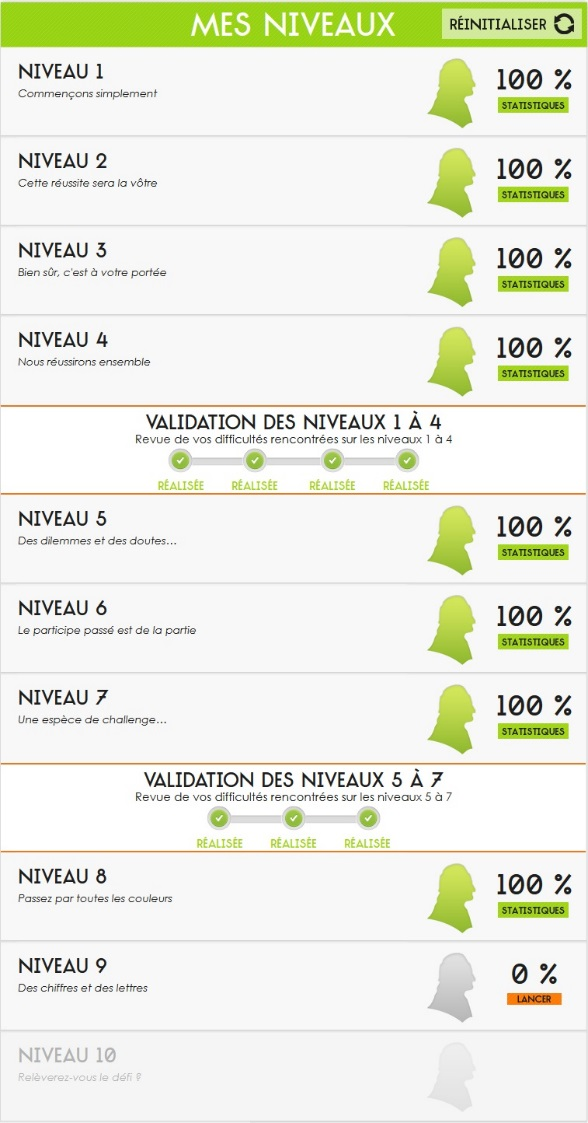 MES NIVEAUX
RÉINITIALISER
NIVEAU 1
Commençons simplement
100 %
STATISTIQUES
NIVEAU 2
Cette réussite sera la vôtre
100 %
STATISTIQUES
NIVEAU 3
Bien sûr, c'est à votre portée
100 %
STATISTIQUES
NIVEAU 4
Nous réussirons ensemble
100 %
STATISTIQUES
VALIDATION DES NIVEAUX 1 À 4
Revue de vos difficultés rencontrées sur les niveaux 1 à 4
RÉALISÉE RÉALISÉE RÉALISÉE RÉALISÉE
NIVEAU 5
Des dilemmes et des doutes...
100 %
STATISTIQUES
NIVEAU 6
Le participe passé est de la partie
100 %
STATISTIQUES
NIVEAU 7
Une espèce de challenge...
100 %
STATISTIQUES
VALIDATION DES NIVEAUX 5 À 7
Revue de vos difficultés rencontrées sur les niveaux 5 à 7
RÉALISÉE RÉALISÉE RÉALISÉE
NIVEAU 8
Passez par toutes les couleurs
100 %
STATISTIQUES
NIVEAU 9
Des chiffres et des lettres
0 %
LANCER
NIVEAU 10
Relèverez-vous le défi ?